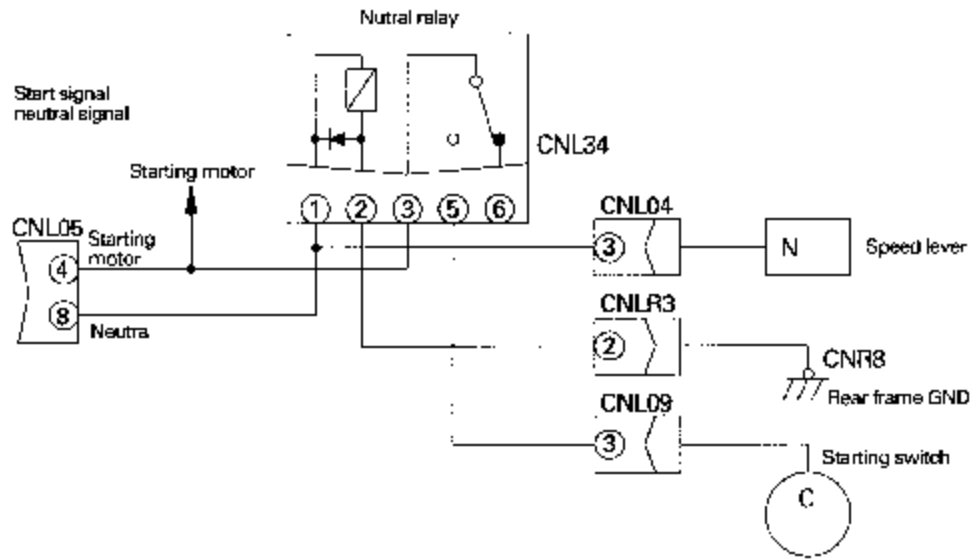 Nutral relay
Start signal
neutral signal
CNL34
Starting motor
1 2 3 5 6
CNL05
Starting
motor
4
8
Neutra
CNL04
3
N
Speed lever
CNLR3
2
CNR8
Rear frame GND
CNL09
3
Starting switch
C